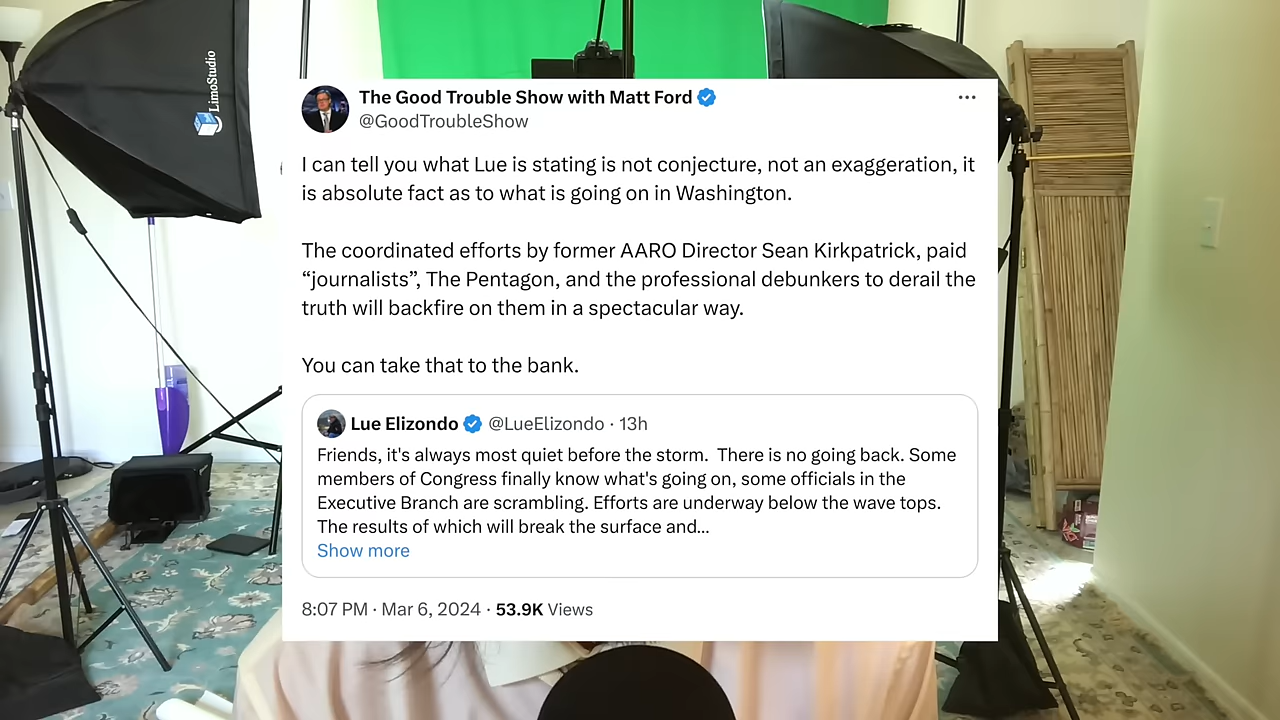 LimoStudio
The Good Trouble Show with Matt Ford
@GoodTroubleShow
I can tell you what Lue is stating is not conjecture, not an exaggeration, it
is absolute fact as to what is going on in Washington.
The coordinated efforts by former AARO Director Sean Kirkpatrick, paid
“journalists”, The Pentagon, and the professional debunkers to derail the
truth will backfire on them in a spectacular way.
You can take that to the bank.
Lue Elizondo @LueElizondo · 13h
Friends, it's always most quiet before the storm.  There is no going back. Some
members of Congress finally know what's going on, some officials in the
Executive Branch are scrambling. Efforts are underway below the wave tops.
The results of which will break the surface and...
Show more
8:07 PM · Mar 6, 2024 · 53.9K Views